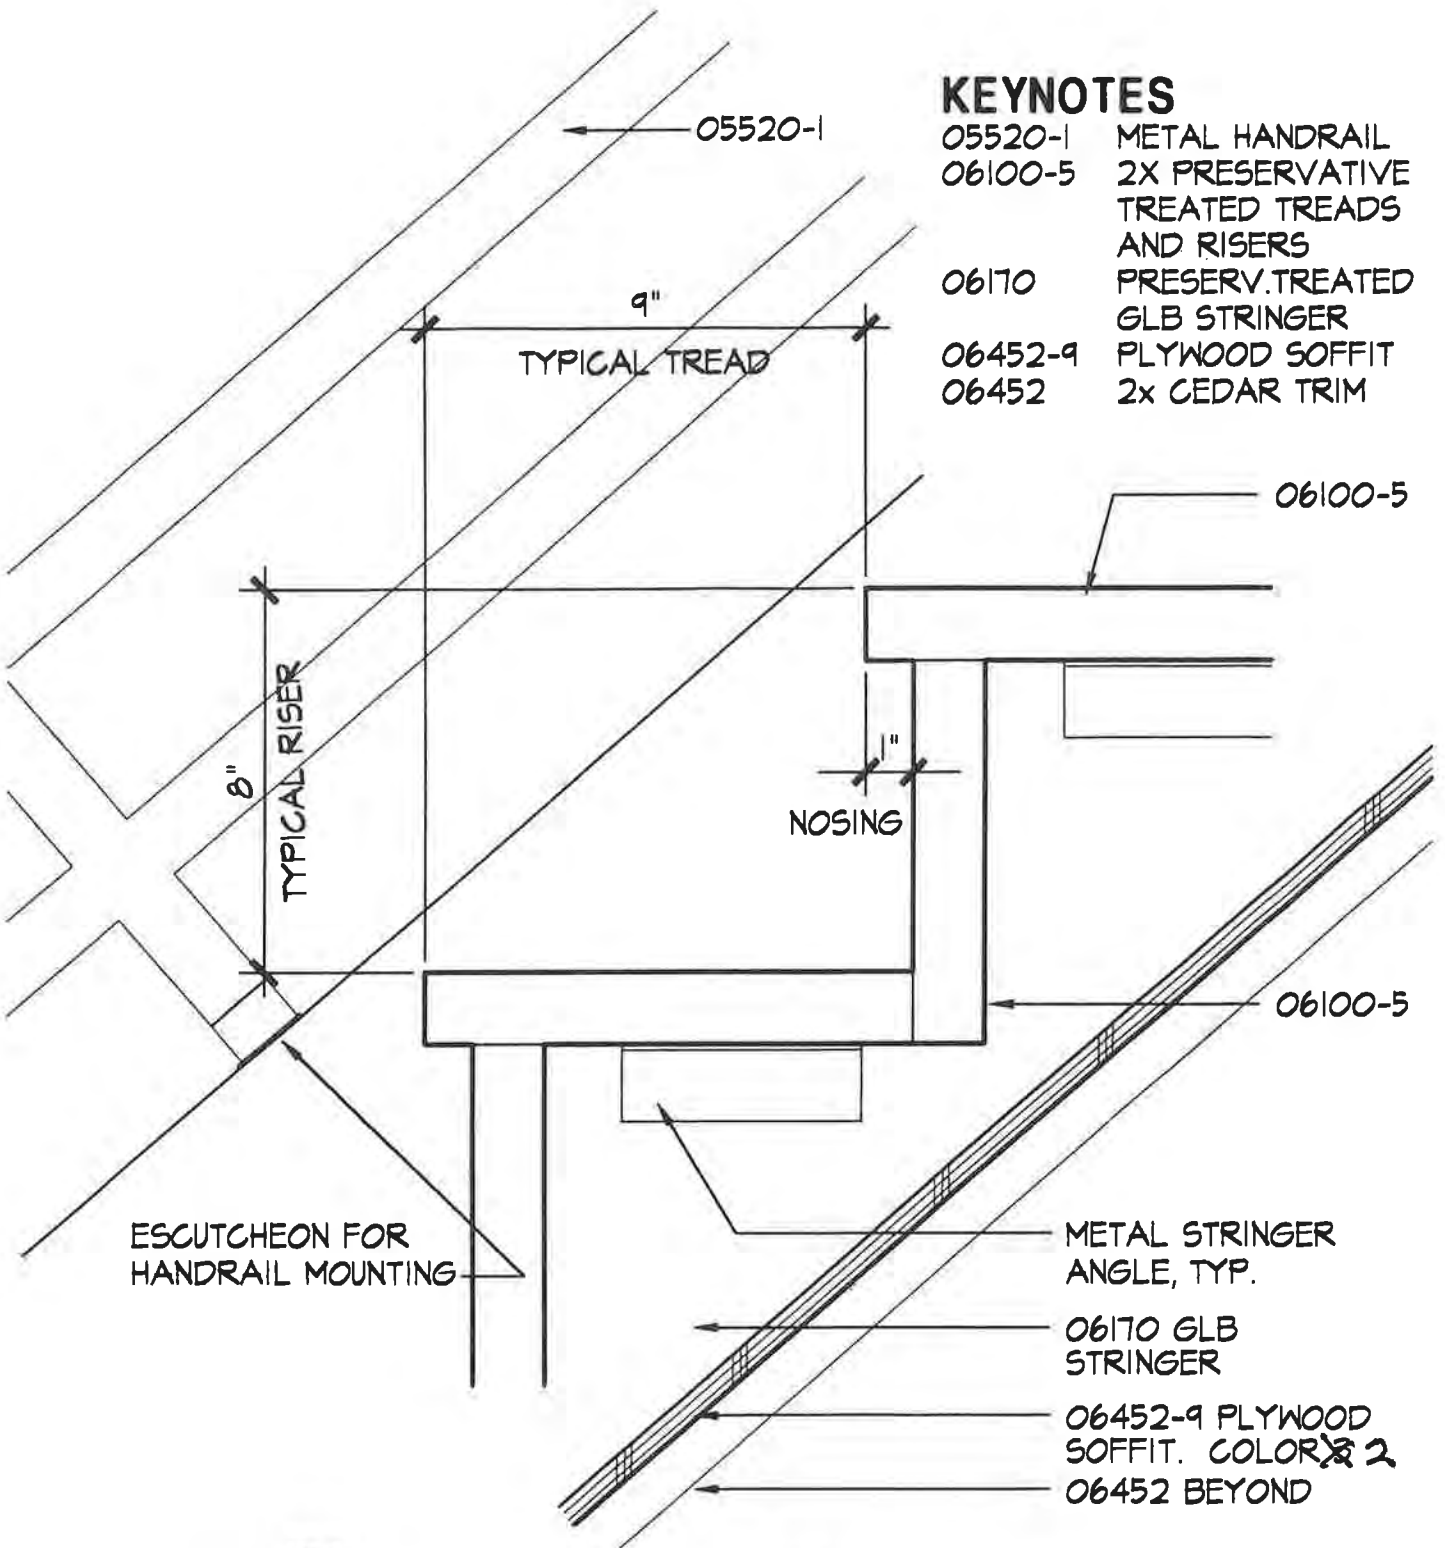 KEYNOTES
05520-1 METAL HANDRAIL
06100-5 2X PRESERVATIVE
TREATED TREADS
AND RISERS
06170 PRESERV.TREATED
GLB STRINGER
06452-9 PLYWOOD SOFFIT
06452 2x CEDAR TRIM
05520-1
9"
TYPICAL TREAD
06100-5
8"
TYPICAL RISER
1"
NOSING
06100-5
ESCUTCHEON FOR
HANDRAIL MOUNTING
METAL STRINGER
ANGLE, TYP.
06170 GLB
STRINGER
06452-9 PLYWOOD
SOFFIT. COLOR 2
06452 BEYOND